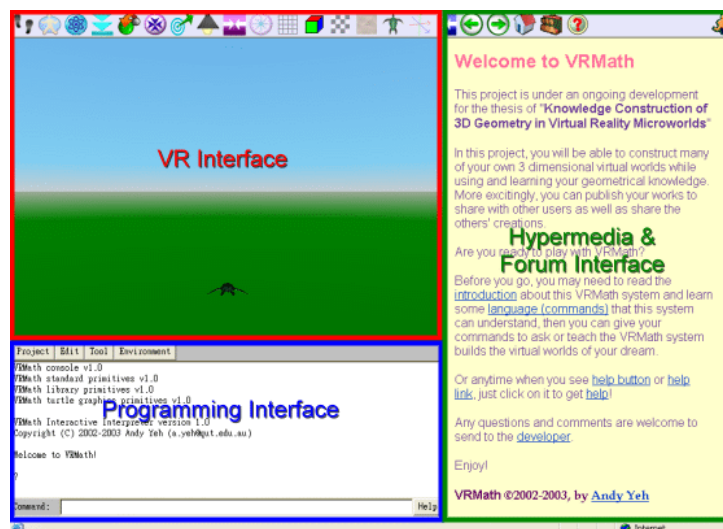 VR Interface
Project Edit Tool Environment
VRMath console v1.0
VRMath standard primitives v1.0
VRMath library primitives v1.0
VRMath turtle graphics primitives v1.0
Programming Interface
VRMath Interactive Interpreter version 1.0
Copyright (C) 2002-2003 Andy Yeh (a.yeh@qut.edu.au)
Welcome to VRMath!
?
Command:
Help
Welcome to VRMath
This project is under an ongoing development
for the thesis of "Knowledge Construction of
3D Geometry in Virtual Reality Microworlds"
In this project, you will be able to construct many
of your own 3 dimensional virtual worlds while
using and learning your geometrical knowledge.
More excitingly, you can publish your works to
share with other users as well as share the
others' creations.
Hypermedia &
Are you ready to play with VRMath?
Forum Interface
Before you go, you may need to read the
introduction about this VRMath system and learn
some language (commands) that this system
can understand, then you can give your
commands to ask or teach the VRMath system
builds the virtual worlds of your dream.
Or anytime when you see help button or help
link, just click on it to get help!
Any questions and comments are welcome to
send to the developer.
Enjoy!
VRMath ©2002-2003, by Andy Yeh
Internet